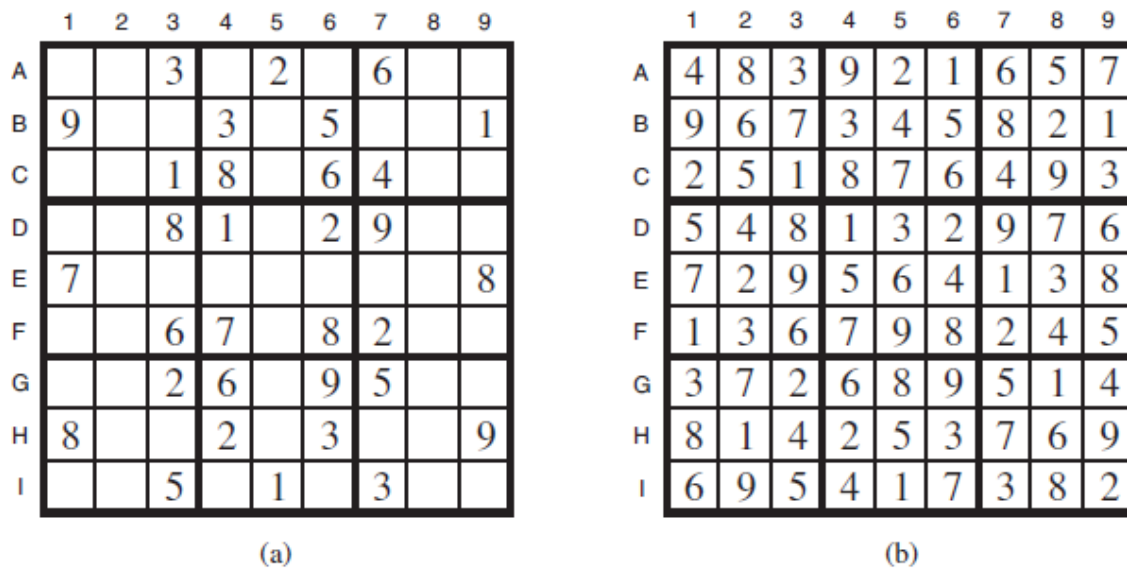 1 2 3 4 5 6 7 8 9
A 3 2 6
B 9 3 5 1
C 1 8 6 4
D 8 1 2 9
E 7 8
F 6 7 8 2
G 2 6 9 5
H 8 2 3 9
I 5 1 3
(a)
1 2 3 4 5 6 7 8 9
A 4 8 3 9 2 1 6 5 7
B 9 6 7 3 4 5 8 2 1
C 2 5 1 8 7 6 4 9 3
D 5 4 8 1 3 2 9 7 6
E 7 2 9 5 6 4 1 3 8
F 1 3 6 7 9 8 2 4 5
G 3 7 2 6 8 9 5 1 4
H 8 1 4 2 5 3 7 6 9
I 6 9 5 4 1 7 3 8 2
(b)